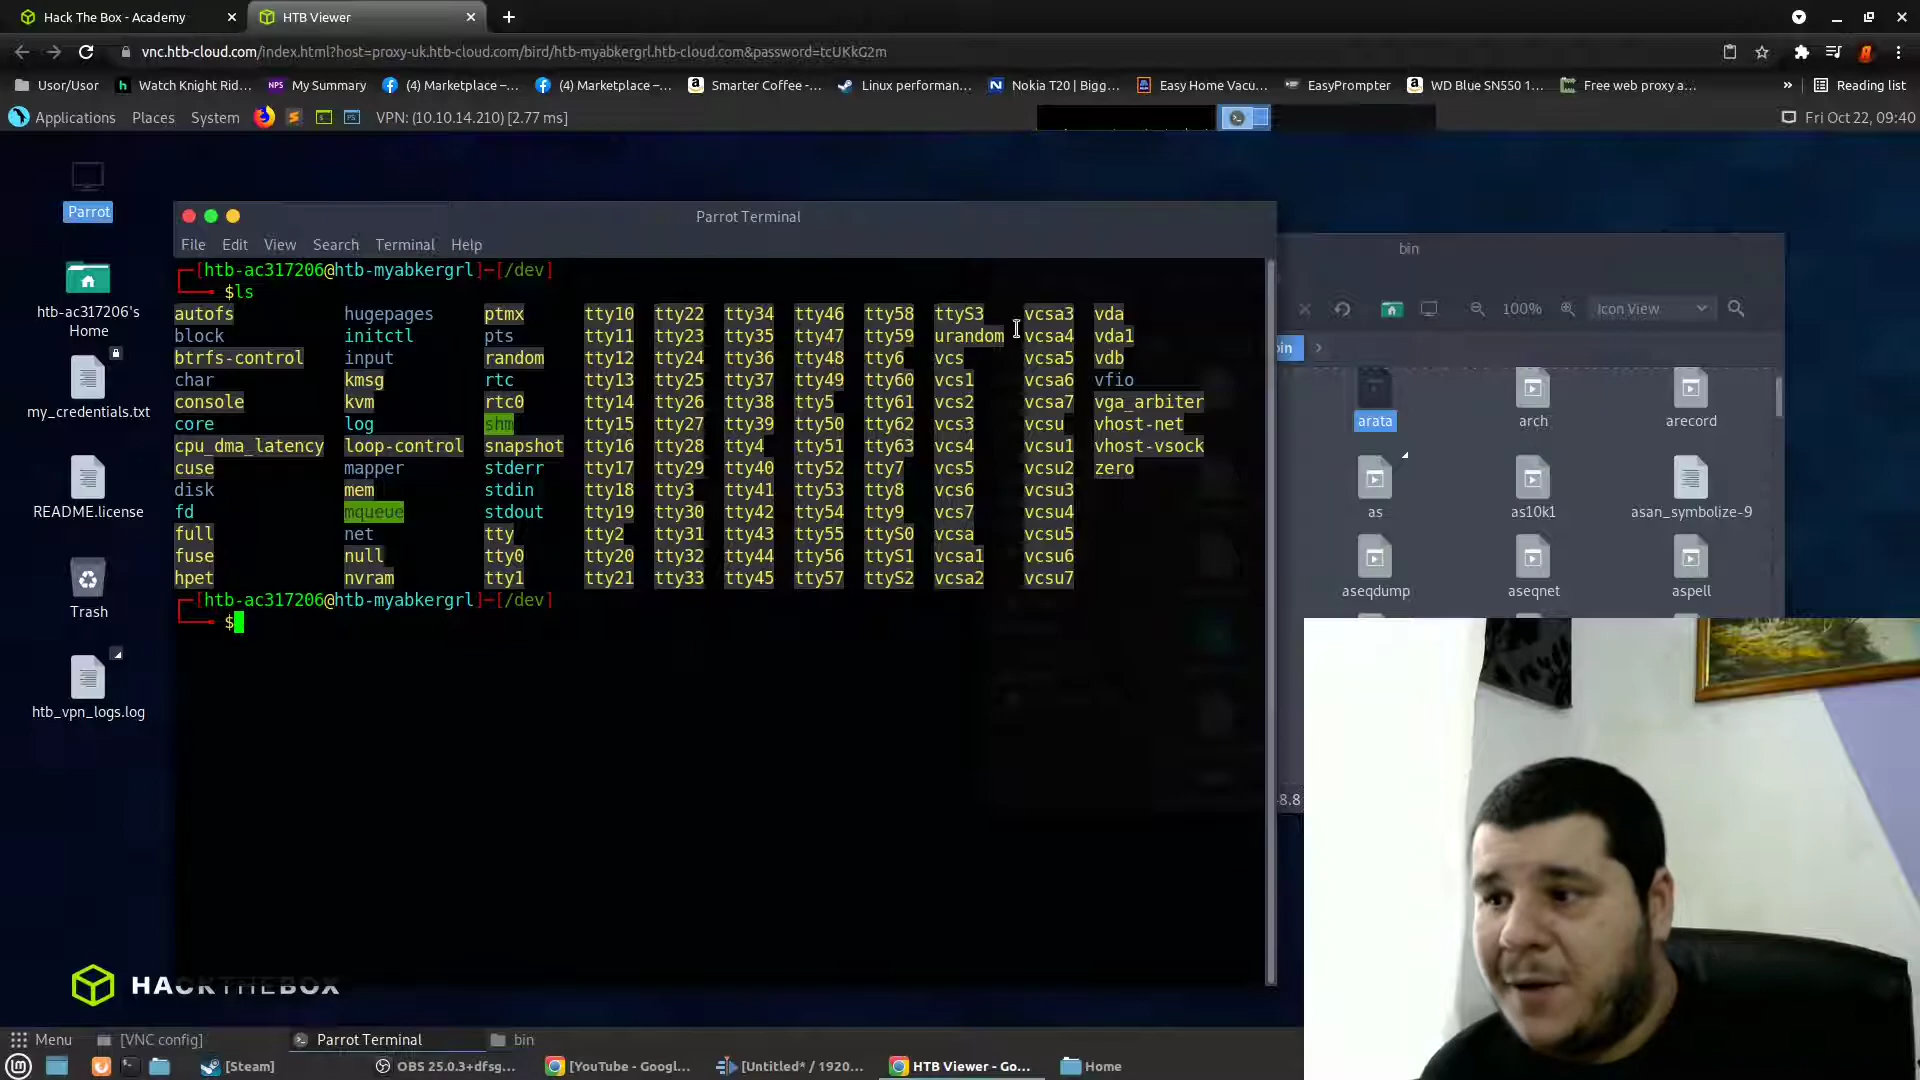 Hack The Box - Academy
HTB Viewer
vnc.htb-cloud.com/index.html?host=proxy-uk.htb-cloud.com/bird/htb-myabkergrl.htb-cloud.com&password=tcUKkG2m
Usor/Usor
Watch Knight Rid...
NPS My Summary
(4) Marketplace –...
(4) Marketplace –...
Smarter Coffee -...
Linux performan...
Nokia T20 | Bigg...
Easy Home Vacu...
EasyPrompter
WD Blue SN550 1...
Free web proxy a...
»
Reading list
Applications Places System
VPN: (10.10.14.210) [2.77 ms]
Fri Oct 22, 09:40
Parrot
htb-ac317206's
Home
my_credentials.txt
README.license
Trash
htb_vpn_logs.log
HACKTHEBOX
Parrot Terminal
File Edit View Search Terminal Help
[htb-ac317206@htb-myabkergrl]-[/dev]
$ls
autofs hugepages ptmx tty10 tty22 tty34 tty46 tty58 ttyS3 vcsa3 vda
block initctl pts tty11 tty23 tty35 tty47 tty59 urandom vcsa4 vda1
btrfs-control input random tty12 tty24 tty36 tty48 tty6 vcs vcsa5 vdb
char kmsg rtc tty13 tty25 tty37 tty49 tty60 vcs1 vcsa6 vfio
console kvm rtc0 tty14 tty26 tty38 tty5 tty61 vcs2 vcsa7 vga_arbiter
core log shm tty15 tty27 tty39 tty50 tty62 vcs3 vcsu vhost-net
cpu_dma_latency loop-control snapshot tty16 tty28 tty4 tty51 tty63 vcs4 vcsu1 vhost-vsock
cuse mapper stderr tty17 tty29 tty40 tty52 tty7 vcs5 vcsu2 zero
disk mem stdin tty18 tty3 tty41 tty53 tty8 vcs6 vcsu3
fd mqueue stdout tty19 tty30 tty42 tty54 tty9 vcs7 vcsu4
full net tty tty2 tty31 tty43 tty55 ttyS0 vcsa vcsu5
fuse null tty0 tty20 tty32 tty44 tty56 ttyS1 vcsa1 vcsu6
hpet nvram tty1 tty21 tty33 tty45 tty57 ttyS2 vcsa2 vcsu7
[htb-ac317206@htb-myabkergrl]-[/dev]
$
bin
100%
Icon View
bin
arata arch arecord
as as10k1 asan_symbolize-9
aseqdump aseqnet aspell
8.8
Menu
[VNC config]
Parrot Terminal
bin
[Steam]
OBS 25.0.3+dfsg...
[YouTube - Googl...
[Untitled* / 1920...
HTB Viewer - Go...
Home